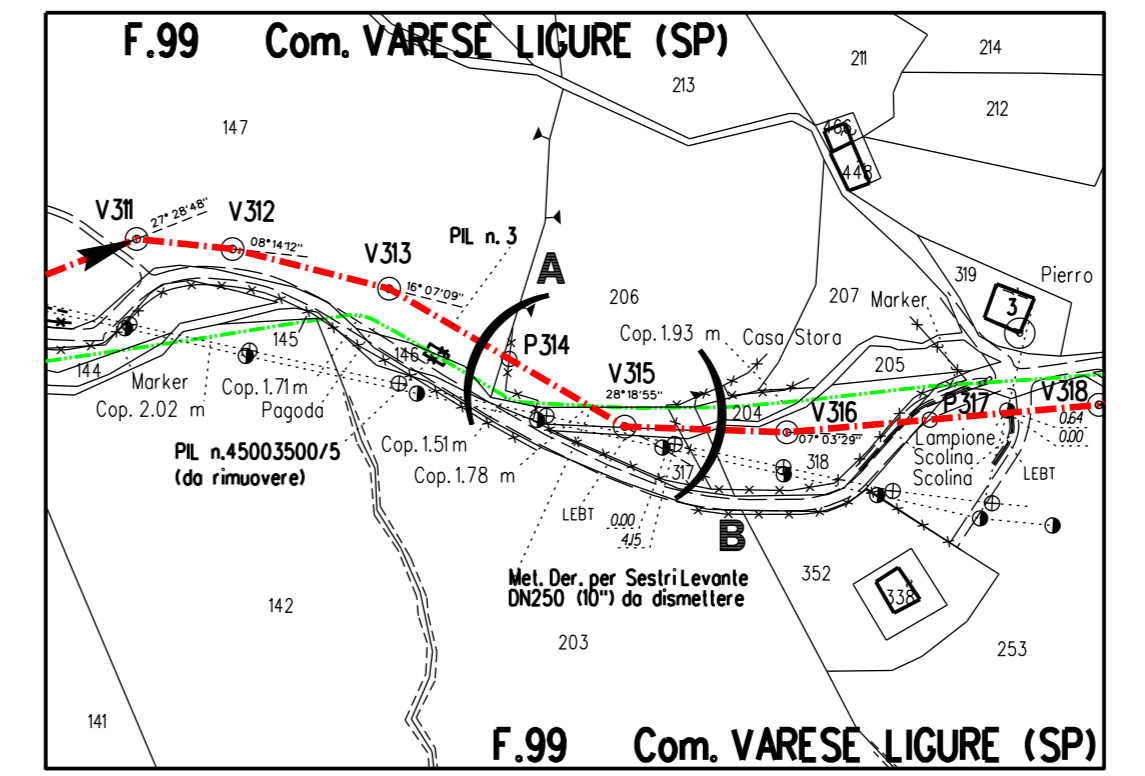 F.99 Com. VARESE LIGURE (SP)
214
211
213
212
147
466
448
V311
27° 28'48"
V312
08°14'12"
V313
16°07'09"
PIL n.3
A
206
207
319
Pierro
3
Marker
Cop. 1.93 m
Casa Stora
P314
205
145
146
144
Marker
Cop. 1.71m
Cop. 2.02 m
Pagoda
V315
28°18'55"
204
V316
07°03'29"
P317
V318
0.64
0.00
Cop. 1.51m
Cop. 1.78 m
PIL n.45003500/5
(da rimuovere)
317
318
Lampione
Scolina
Scolina
LEBT
LEBT
0.00
4.15
B
Met. Der. per Sestri Levante
DN250 (10") da dismettere
352
338
142
203
253
141
F.99 Com. VARESE LIGURE (SP)